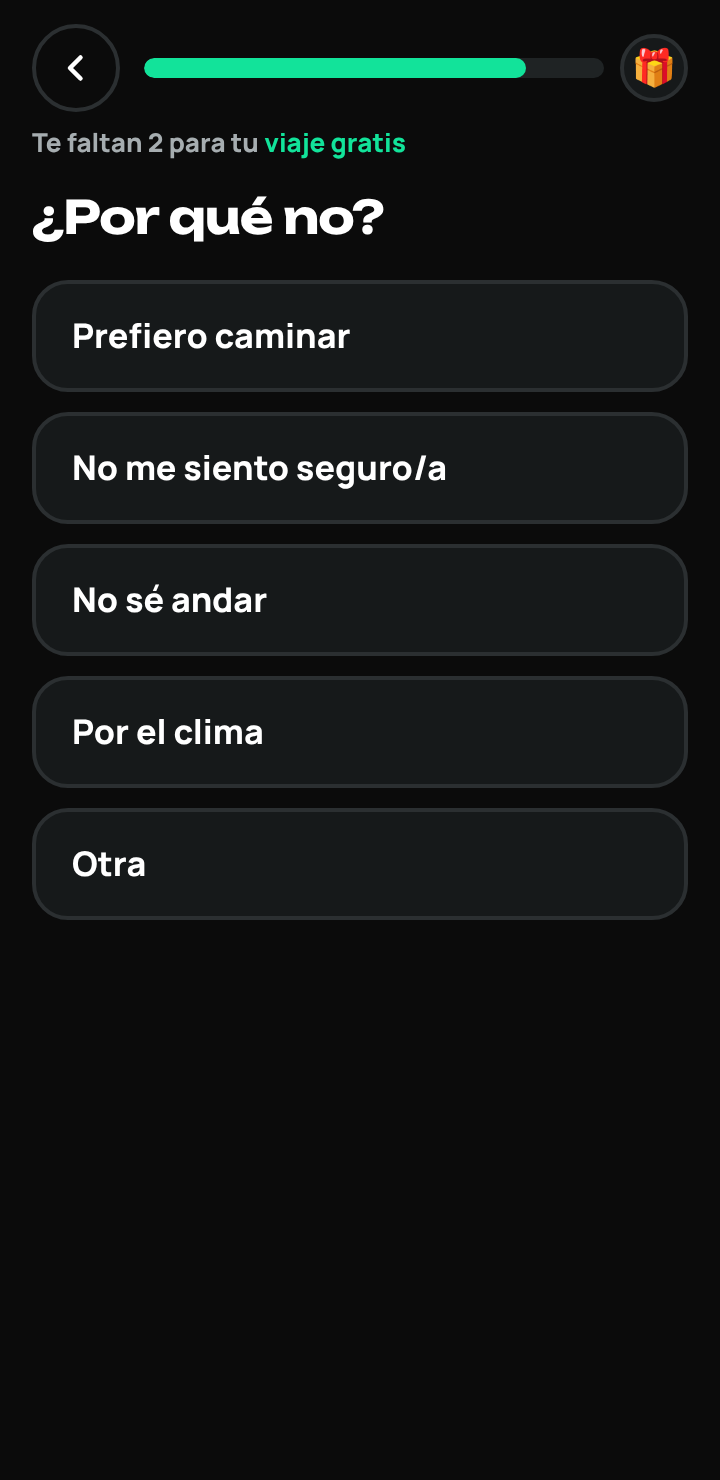 Te faltan 2 para tu viaje gratis
¿Por qué no?
Prefiero caminar
No me siento seguro/a
No sé andar
Por el clima
Otra